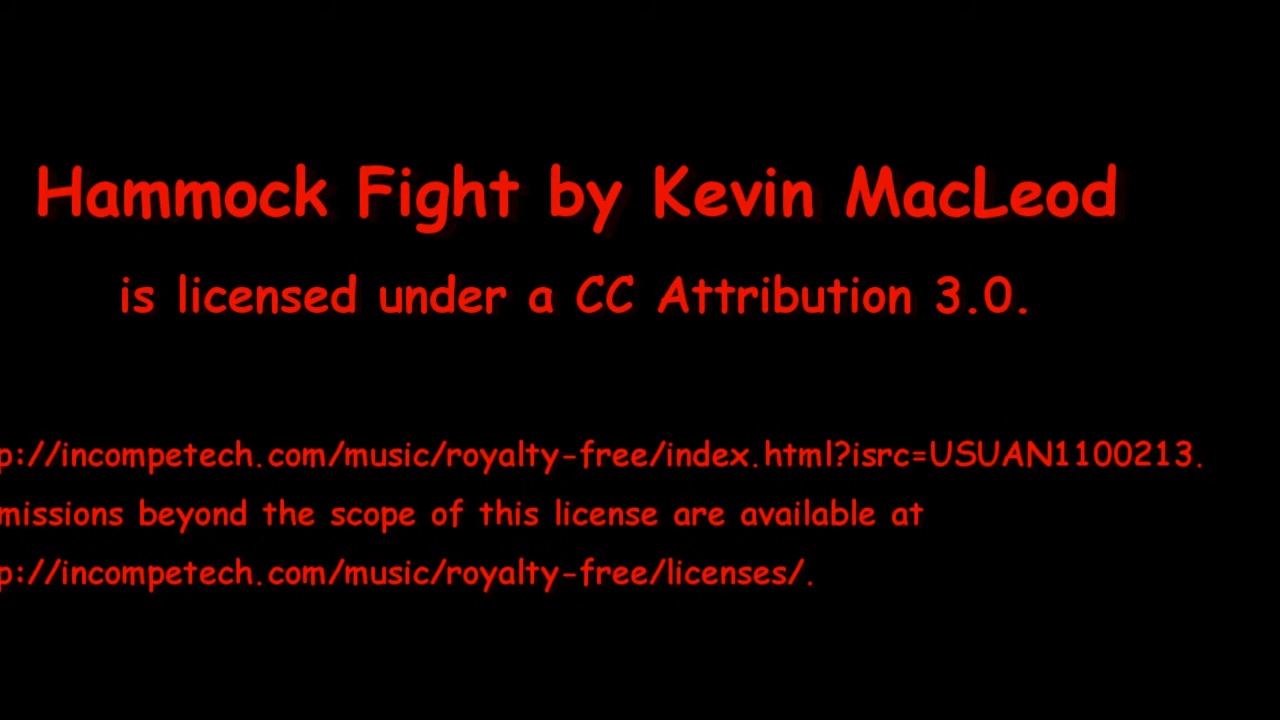 Hammock Fight by Kevin MacLeod
is licensed under a CC Attribution 3.0.
p://incompetech.com/music/royalty-free/index.html?isrc=USUAN1100213.
missions beyond the scope of this license are available at
p://incompetech.com/music/royalty-free/licenses/.